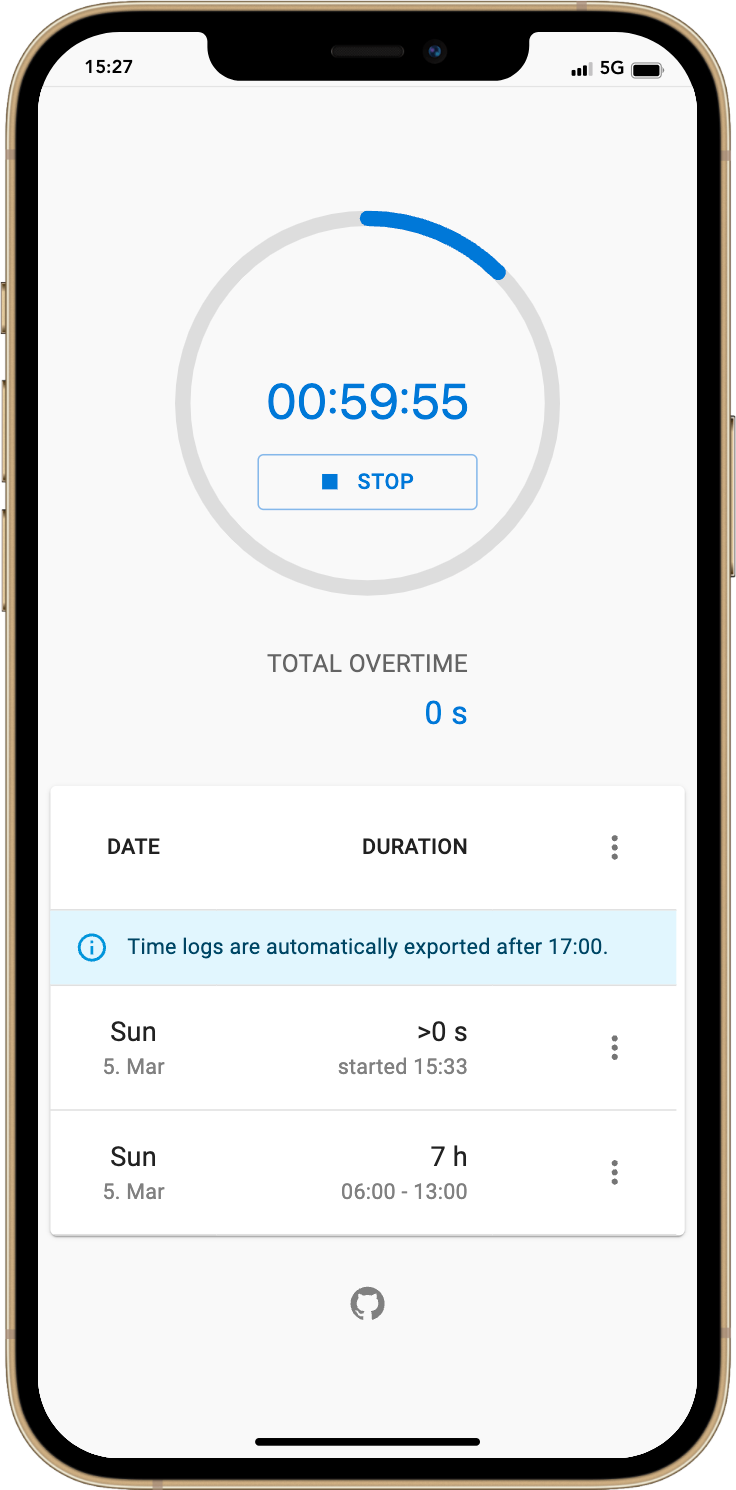 15:27
5G
00:59:55
STOP
TOTAL OVERTIME
0 s
DATE DURATION
Time logs are automatically exported after 17:00.
Sun >0 s
5. Mar started 15:33
Sun 7 h
5. Mar 06:00 - 13:00